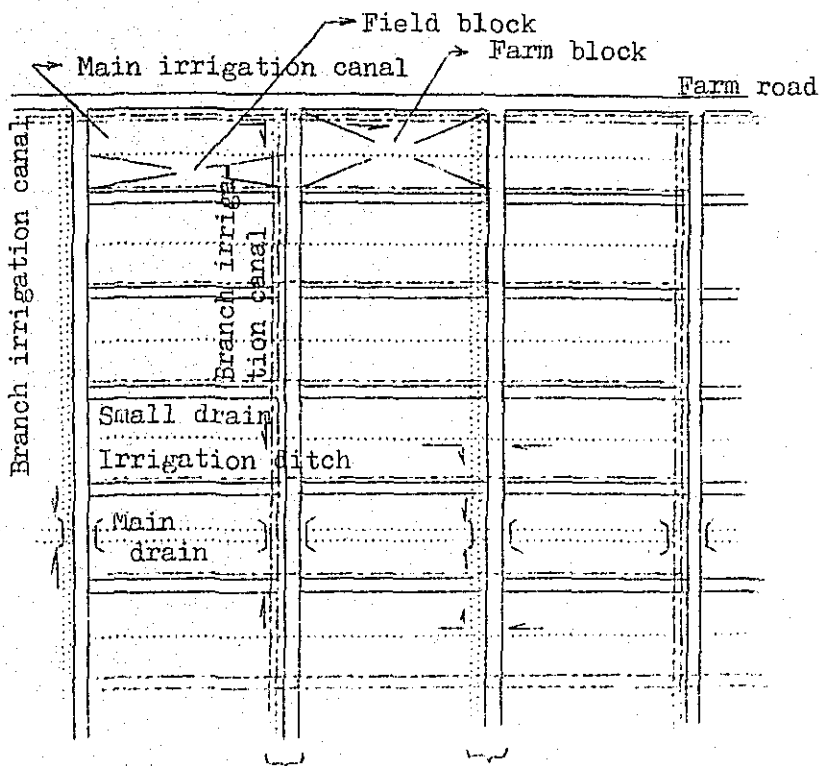 Field block
Farm block
Main irrigation canal
Farm road
Branch irrigation canal
Branch irriga-
tion canal
Small drain
Irrigation ditch
Main
drain